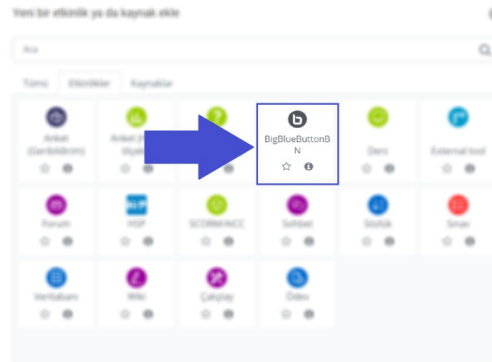 Yeni bir etkinlik ya da kaynak ekle
Ara
Tümü Etkinlikler Kaynaklar
BigBlueButtonB
N
Anket
(Geribildirim)
Ders
External tool
Forum
H5P
SCORM/AICC
Sohbet
Sözlük
Sınav
Veritabanı
Wiki
Çalıştay
Ödev